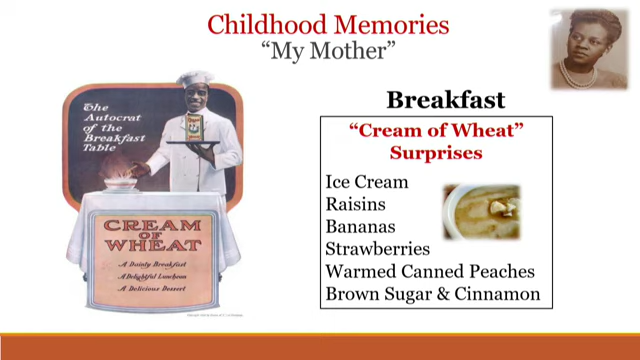 Childhood Memories
“My Mother”
The
Autocrat
of the
Breakfast
Table
CREAM
OF
WHEAT
A Dainty Breakfast
A Delightful Luncheon
A Delicious Dessert
Breakfast
“Cream of Wheat”
Surprises
Ice Cream
Raisins
Bananas
Strawberries
Warmed Canned Peaches
Brown Sugar & Cinnamon